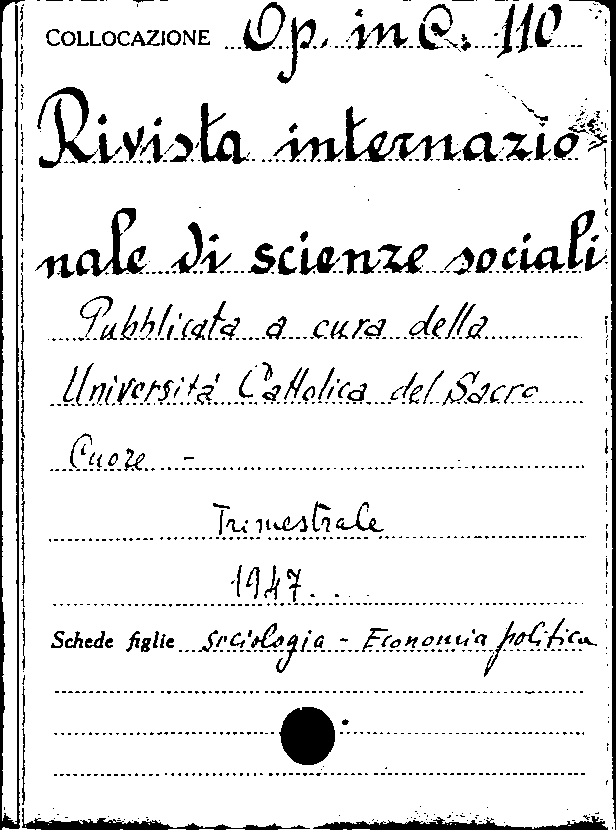 COLLOCAZIONE Op. in C. 110
Rivista internazio
nale di scienze sociali
Pubblicata a cura della
Università Cattolica del Sacro
Cuore -
Trimestrale
1947...
Schede figlie Sociologia - Economia politica